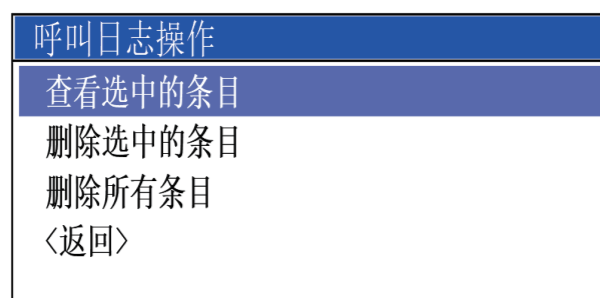 呼叫日志操作
查看选中的条目
删除选中的条目
删除所有条目
〈返回〉